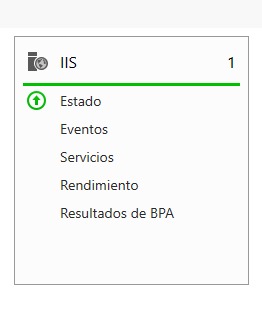 IIS 1
Estado
Eventos
Servicios
Rendimiento
Resultados de BPA